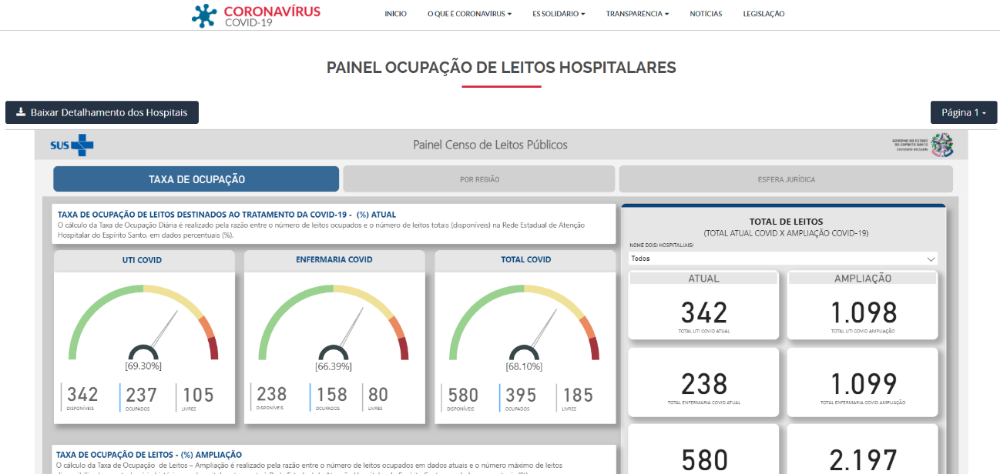 CORONAVÍRUS
COVID-19
INÍCIO
O QUE É CORONAVÍRUS
ES SOLIDÁRIO
TRANSPARÊNCIA
NOTÍCIAS
LEGISLAÇÃO
PAINEL OCUPAÇÃO DE LEITOS HOSPITALARES
Baixar Detalhamento dos Hospitais
Página 1
SUS
Painel Censo de Leitos Públicos
GOVERNO DO ESTADO
DO ESPÍRITO SANTO
Secretaria da Saúde
TAXA DE OCUPAÇÃO
POR REGIÃO
ESFERA JURÍDICA
TAXA DE OCUPAÇÃO DE LEITOS DESTINADOS AO TRATAMENTO DA COVID-19 - (%) ATUAL
O cálculo da Taxa de Ocupação Diária é realizado pela razão entre o número de leitos ocupados e o número de leitos totais (disponíveis) na Rede Estadual de Atenção
Hospitalar do Espírito Santo, em dados percentuais (%).
UTI COVID
[69.30%]
342
DISPONÍVEIS
237
OCUPADOS
105
LIVRES
ENFERMARIA COVID
[66.39%]
238
DISPONÍVEIS
158
OCUPADOS
80
LIVRES
TOTAL COVID
[68.10%]
580
DISPONÍVEIS
395
OCUPADOS
185
LIVRES
TOTAL DE LEITOS
(TOTAL ATUAL COVID X AMPLIAÇÃO COVID-19)
NOME DO(S) HOSPITAL(AIS)
Todos
ATUAL
AMPLIAÇÃO
342
TOTAL UTI COVID ATUAL
1.098
TOTAL UTI COVID AMPLIAÇÃO
238
TOTAL ENFERMARIA COVID ATUAL
1.099
TOTAL ENFERMARIA COVID AMPLIAÇÃO
580
2.197
TAXA DE OCUPAÇÃO DE LEITOS - (%) AMPLIAÇÃO
O cálculo da Taxa de Ocupação de Leitos – Ampliação é realizado pela razão entre o número de leitos ocupados em dados atuais e o número máximo de leitos